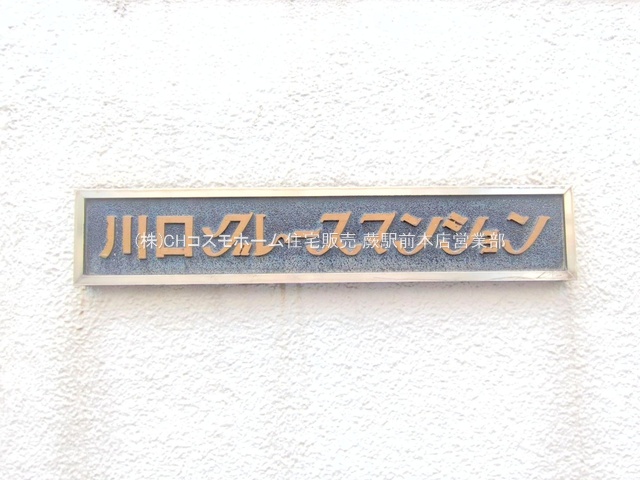 川口グレースマンション
(株)CHコスモホーム住宅販売 蕨駅前本店営業部